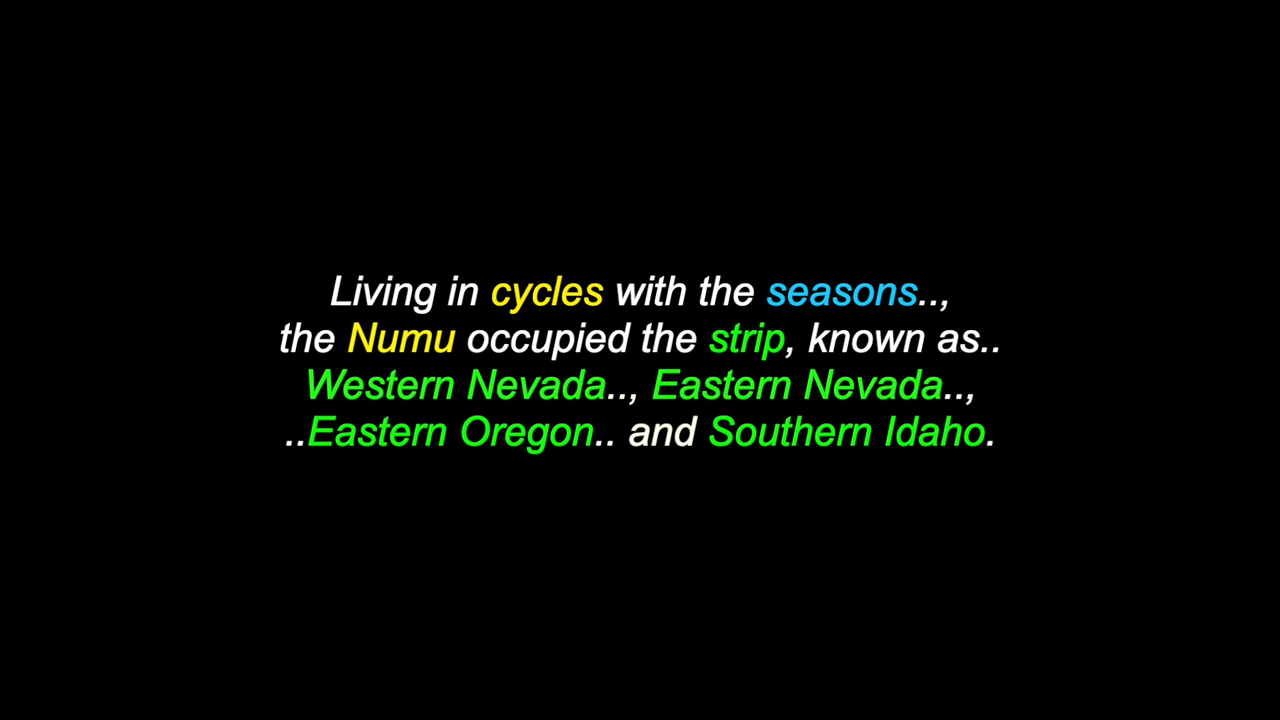 Living in cycles with the seasons..,
the Numu occupied the strip, known as..
Western Nevada.., Eastern Nevada..,
..Eastern Oregon.. and Southern Idaho.